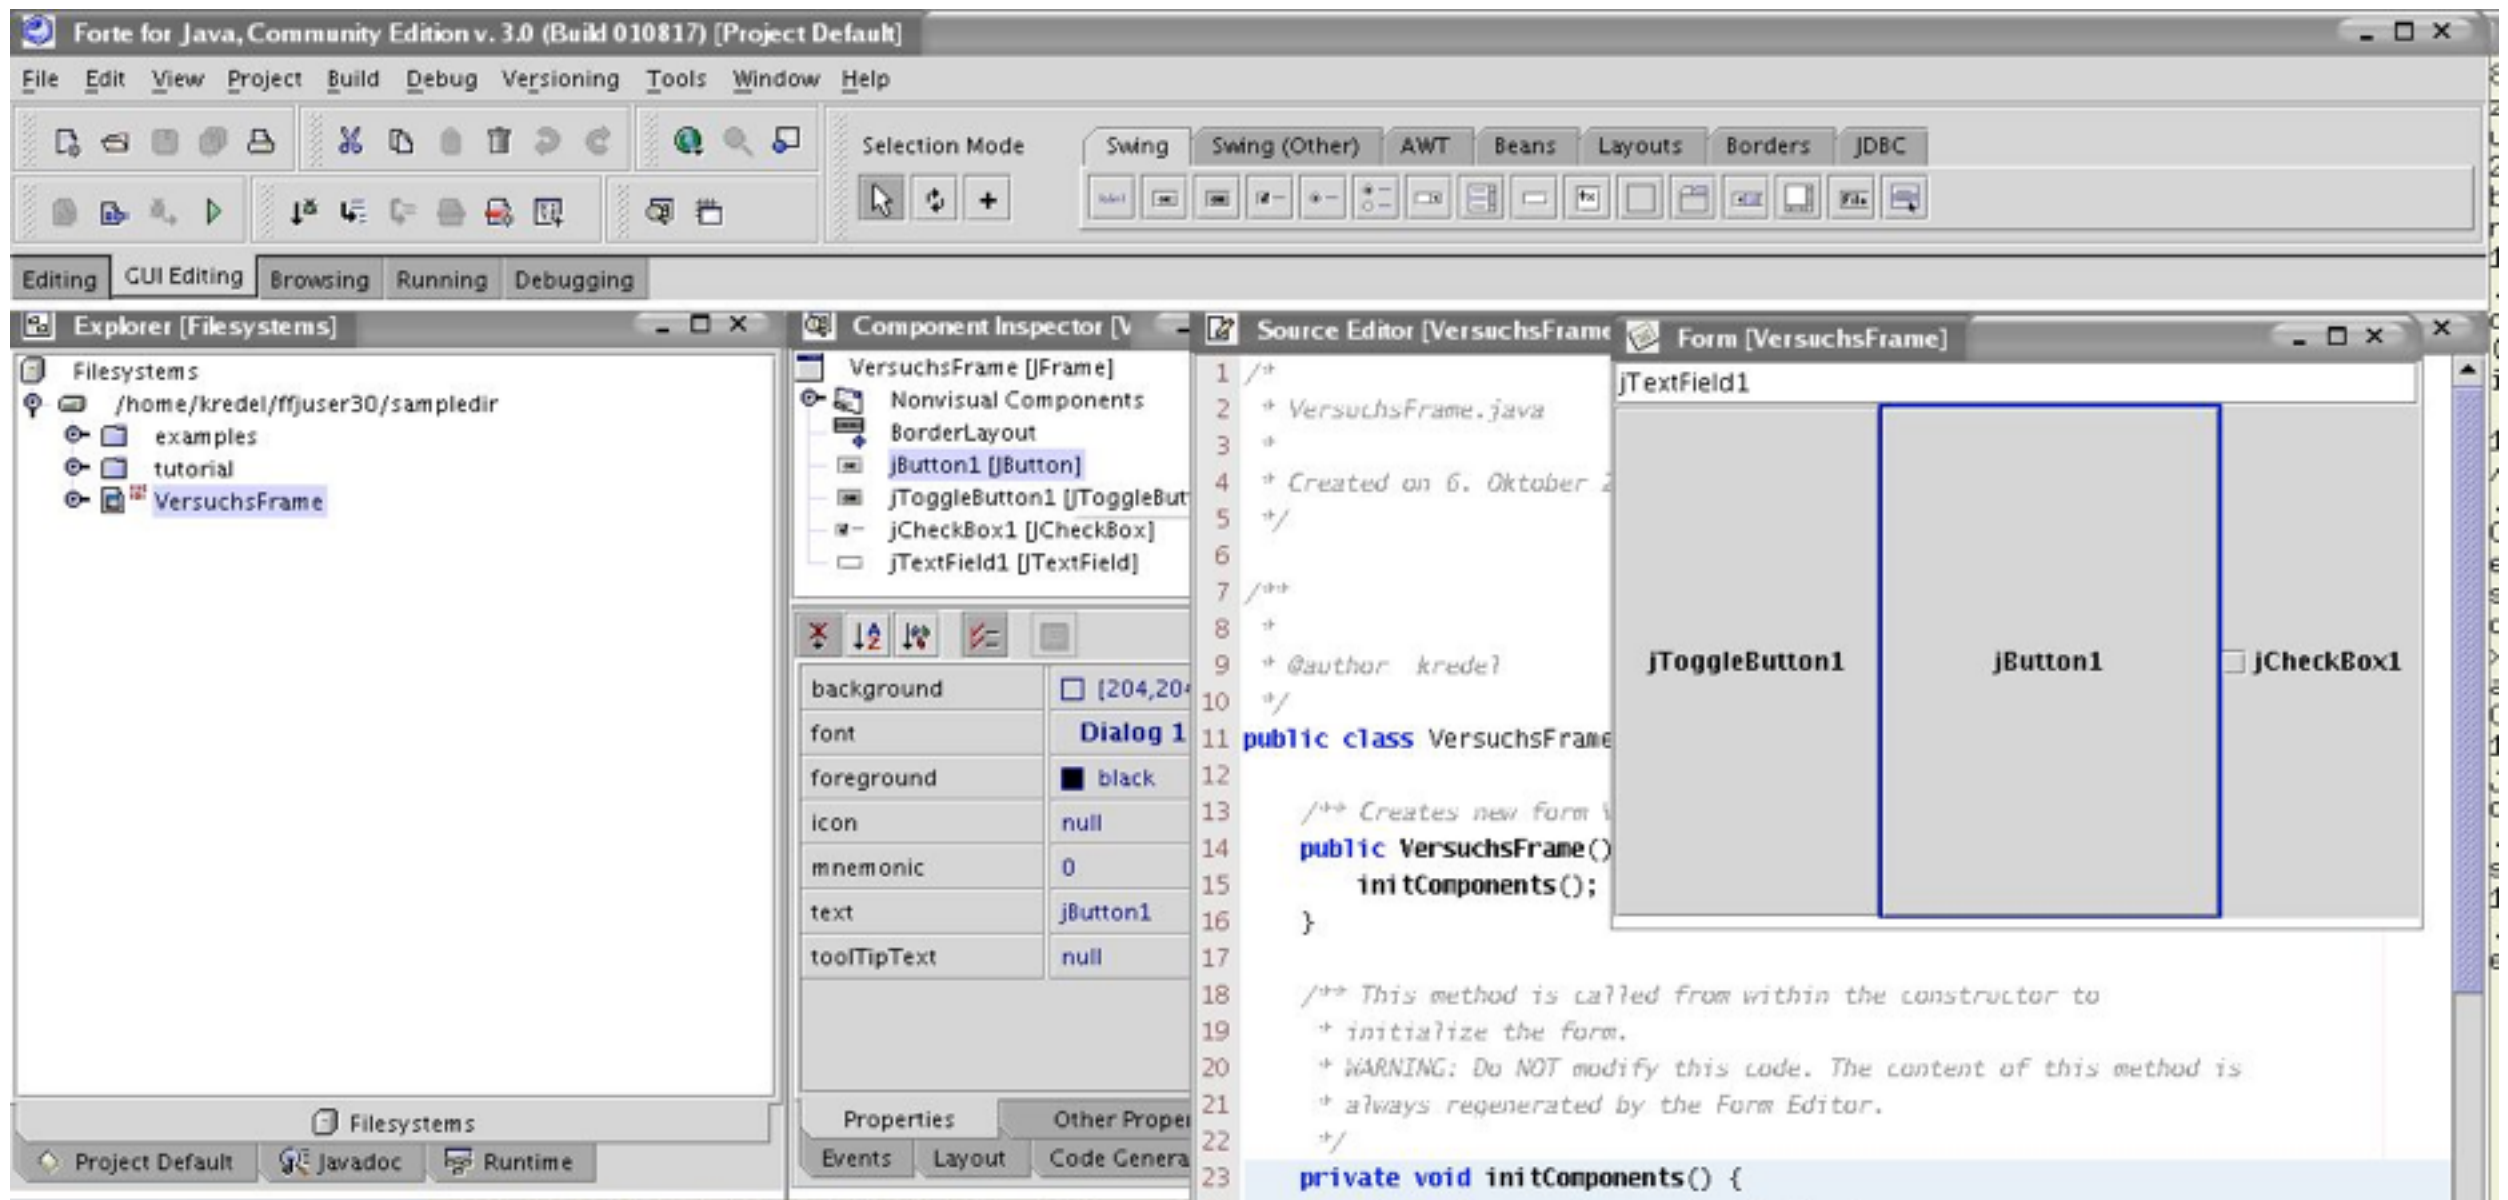 Forte for Java, Community Edition v. 3.0 (Build 010817) [Project Default]
File Edit View Project Build Debug Versioning Tools Window Help
Selection Mode
Swing Swing (Other) AWT Beans Layouts Borders JDBC
Editing GUI Editing Browsing Running Debugging
Explorer [Filesystems]
Filesystems
/home/kredel/ffjuser30/sampledir
examples
tutorial
VersuchsFrame
Filesystems
Project Default Javadoc Runtime
Component Inspector [V
VersuchsFrame [JFrame]
Nonvisual Components
BorderLayout
jButton1 [JButton]
jToggleButton1 [JToggleBut
jCheckBox1 [JCheckBox]
jTextField1 [JTextField]
background [204,204
font Dialog 1
foreground black
icon null
mnemonic 0
text jButton1
toolTipText null
Properties Other Proper
Events Layout Code Genera
Source Editor [VersuchsFrame
1 /*
2 * VersuchsFrame.java
3 *
4 * Created on 6. Oktober 2
5 */
6
7 /**
8 *
9 * @author kredel
10 */
11 public class VersuchsFrame
12
13 /** Creates new form V
14 public VersuchsFrame()
15 initComponents();
16 }
17
18 /** This method is called from within the constructor to
19 * initialize the form.
20 * WARNING: Do NOT modify this code. The content of this method is
21 * always regenerated by the Form Editor.
22 */
23 private void initComponents() {
Form [VersuchsFrame]
jTextField1
jToggleButton1 jButton1 jCheckBox1